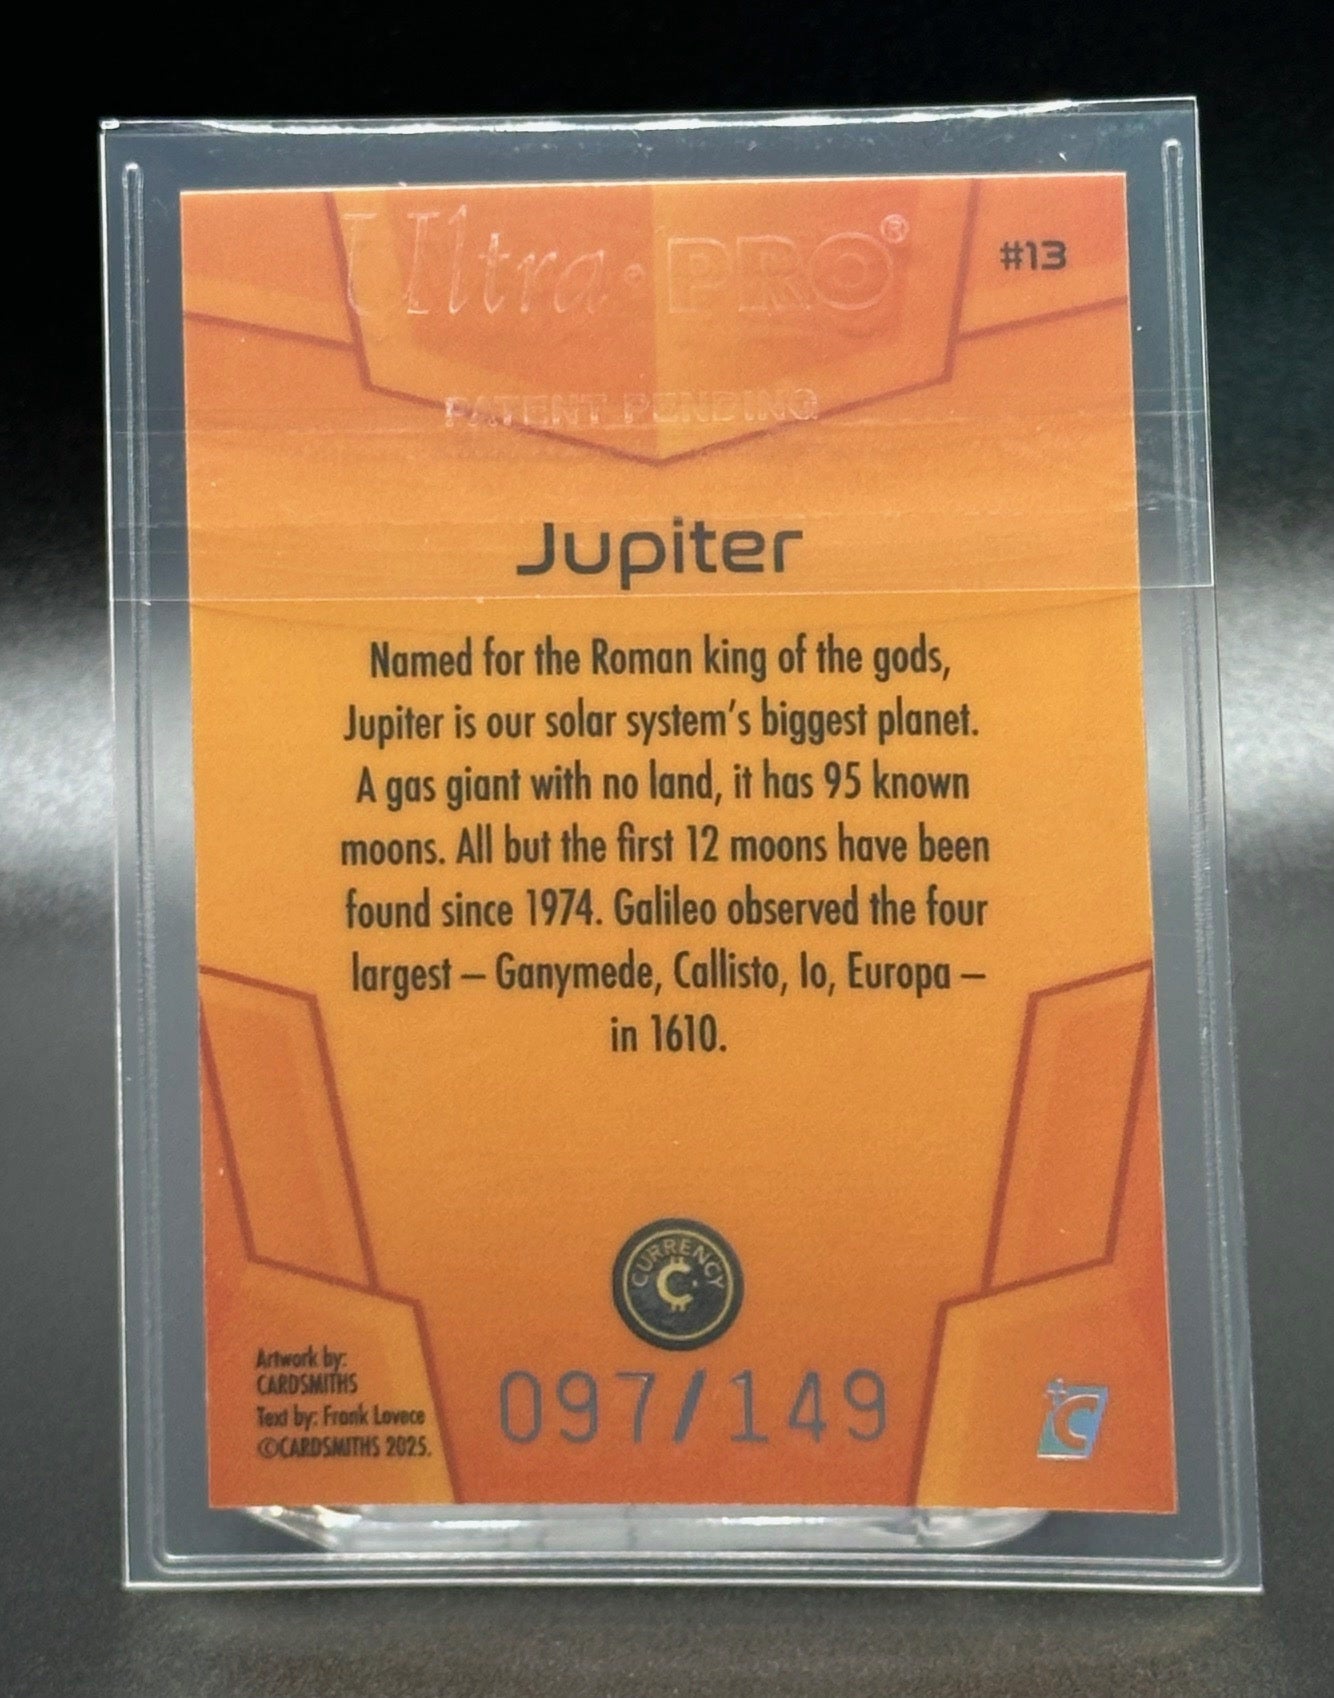 Ultra•PRO®
#13
PATENT PENDING
Jupiter
Named for the Roman king of the gods,
Jupiter is our solar system's biggest planet.
A gas giant with no land, it has 95 known
moons. All but the first 12 moons have been
found since 1974. Galileo observed the four
largest – Ganymede, Callisto, Io, Europa –
in 1610.
CURRENCY
C
Artwork by:
CARDSMITHS
Text by: Frank Lovece
©CARDSMITHS 2025.
097/149
C